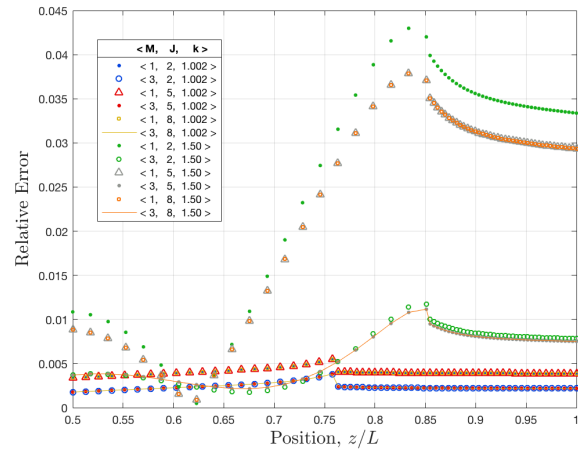 0.045
0.04
0.035
0.03
0.025
0.02
0.015
0.01
0.005
0
Relative Error
< M, J, k >
< 1, 2, 1.002 >
< 3, 2, 1.002 >
< 1, 5, 1.002 >
< 3, 5, 1.002 >
< 1, 8, 1.002 >
< 3, 8, 1.002 >
< 1, 2, 1.50 >
< 3, 2, 1.50 >
< 1, 5, 1.50 >
< 3, 5, 1.50 >
< 1, 8, 1.50 >
< 3, 8, 1.50 >
0.5 0.55 0.6 0.65 0.7 0.75 0.8 0.85 0.9 0.95 1
Position, z/L